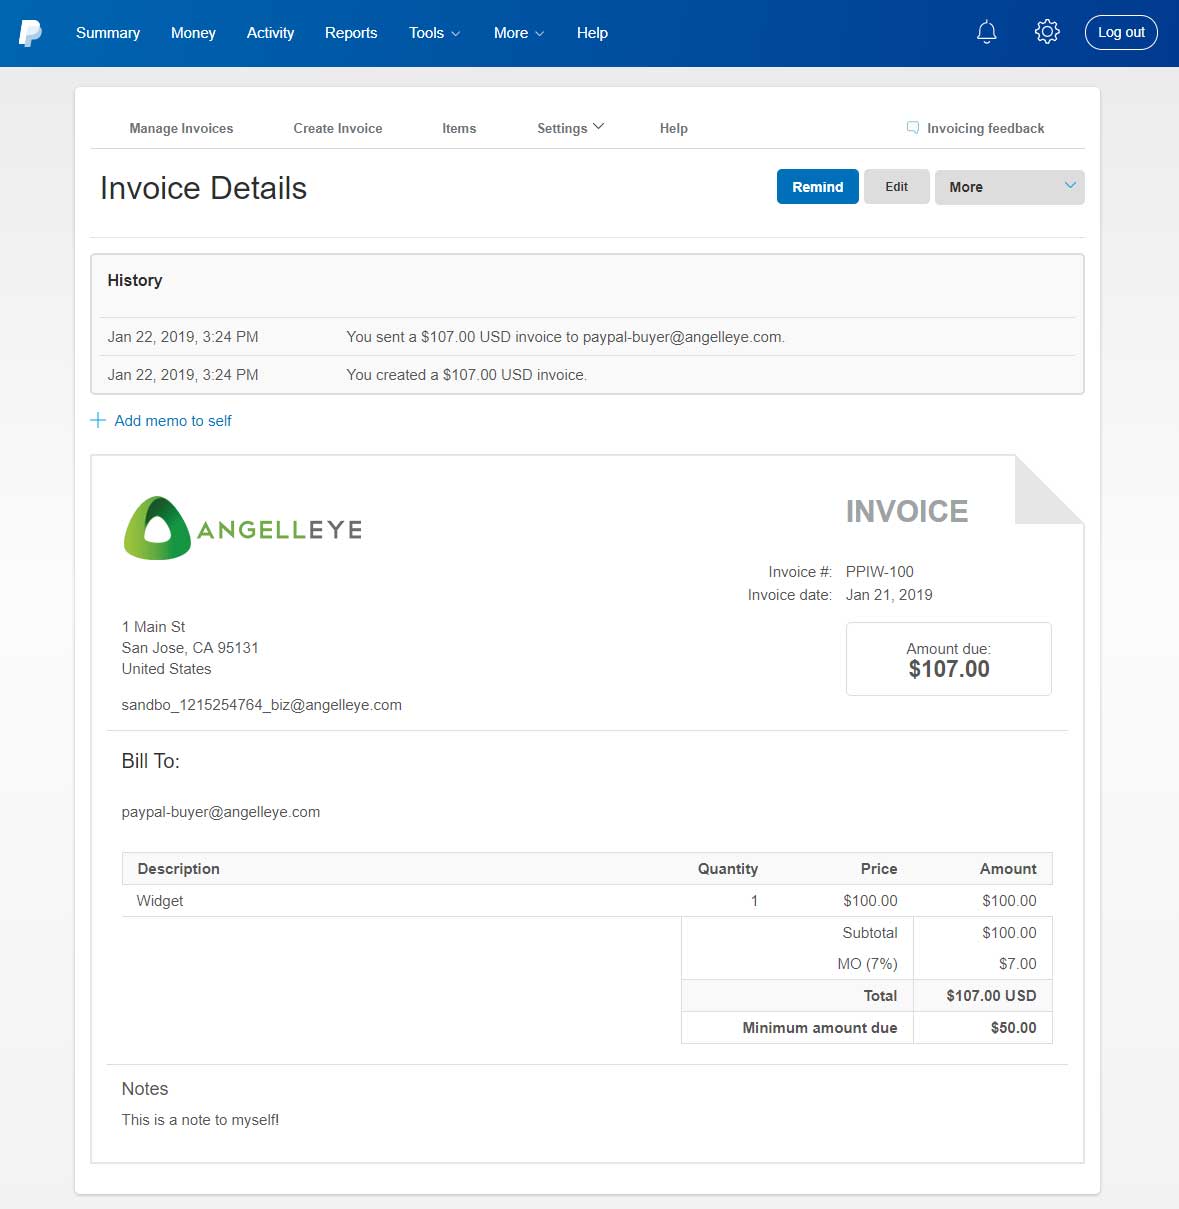 Summary Money Activity Reports Tools More Help Log out
Manage Invoices Create Invoice Items Settings Help Invoicing feedback
Invoice Details Remind Edit More
History
Jan 22, 2019, 3:24 PM You sent a $107.00 USD invoice to paypal-buyer@angelleye.com.
Jan 22, 2019, 3:24 PM You created a $107.00 USD invoice.
Add memo to self
ANGELLEYE
INVOICE
Invoice #: PPIW-100
Invoice date: Jan 21, 2019
1 Main St
San Jose, CA 95131
United States
sandbo_1215254764_biz@angelleye.com
Amount due:
$107.00
Bill To:
paypal-buyer@angelleye.com
Description Quantity Price Amount
Widget 1 $100.00 $100.00
Subtotal $100.00
MO (7%) $7.00
Total $107.00 USD
Minimum amount due $50.00
Notes
This is a note to myself!